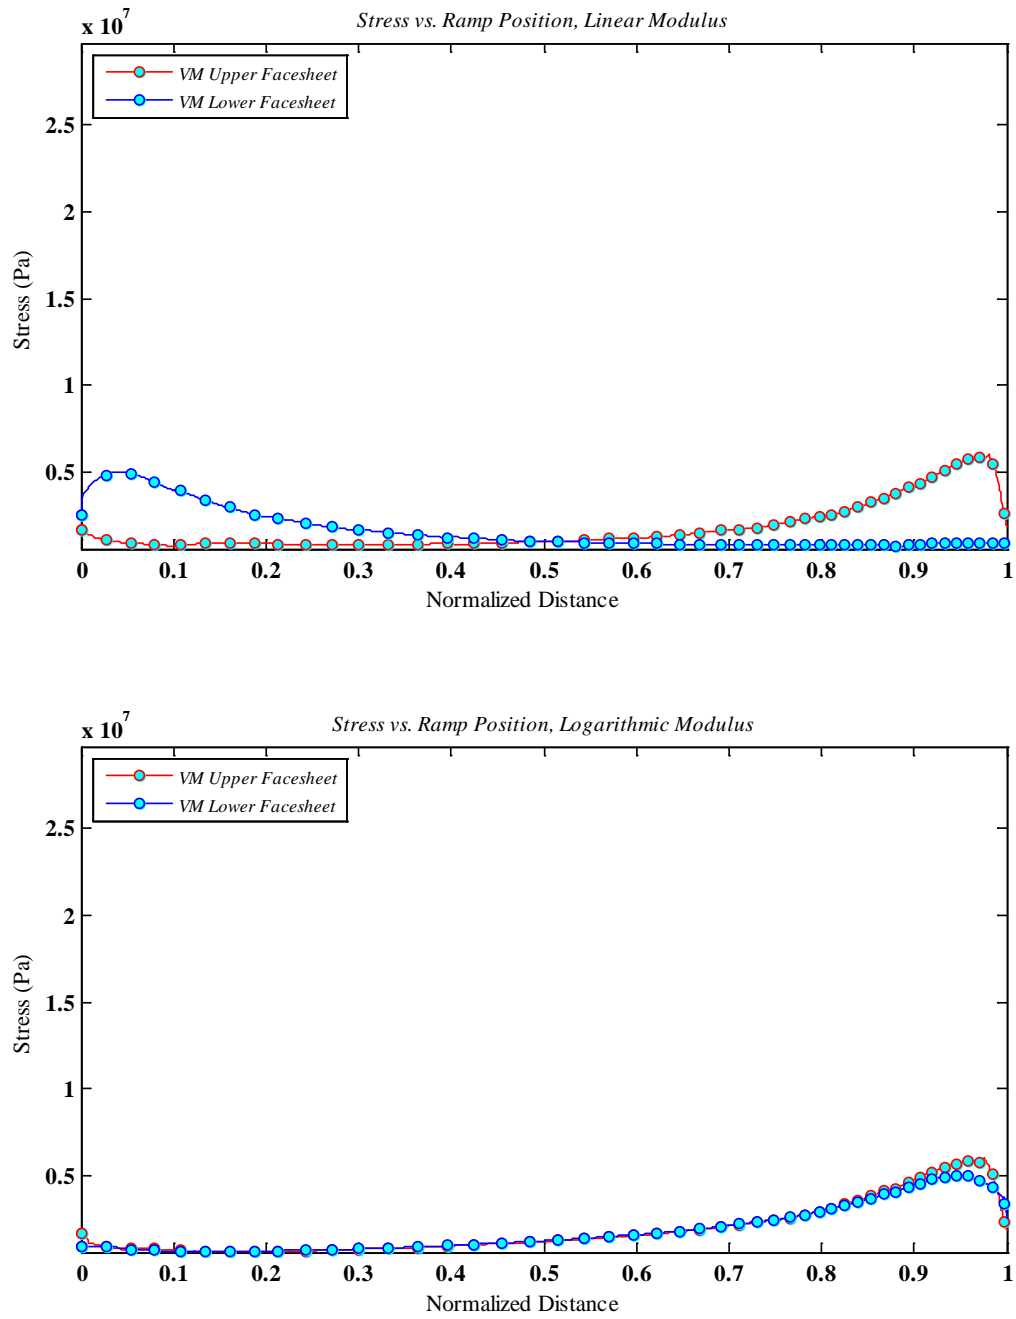 Stress vs. Ramp Position, Linear Modulus
x 10^7
VM Upper Facesheet
VM Lower Facesheet
2.5
2
1.5
1
0.5
Stress (Pa)
0 0.1 0.2 0.3 0.4 0.5 0.6 0.7 0.8 0.9 1
Normalized Distance
Stress vs. Ramp Position, Logarithmic Modulus
x 10^7
VM Upper Facesheet
VM Lower Facesheet
2.5
2
1.5
1
0.5
Stress (Pa)
0 0.1 0.2 0.3 0.4 0.5 0.6 0.7 0.8 0.9 1
Normalized Distance